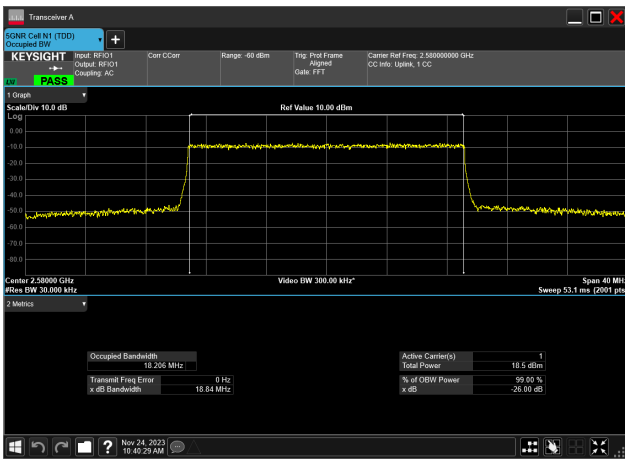 Transceiver A
5GNR Cell N1 (TDD)
Occupied BW
KEYSIGHT
PASS
Input: RFIO1
Output: RFIO1
Coupling: AC
Corr CCorr
Range: -60 dBm
Trig: Prot Frame
Aligned
Gate: FFT
Carrier Ref Freq: 2.580000000 GHz
CC Info: Uplink, 1 CC
1 Graph
Scale/Div 10.0 dB
Ref Value 10.00 dBm
Log
0.00
-10.0
-20.0
-30.0
-40.0
-50.0
-60.0
-70.0
-80.0
Center 2.58000 GHz
Video BW 300.00 kHz*
Span 40 MHz
#Res BW 30.000 kHz
Sweep 53.1 ms (2001 pts
2 Metrics
Occupied Bandwidth
18.206 MHz
Transmit Freq Error 0 Hz
x dB Bandwidth 18.84 MHz
Active Carrier(s) 1
Total Power 18.5 dBm
% of OBW Power 99.00 %
x dB -26.00 dB
?
Nov 24, 2023
10:40:29 AM